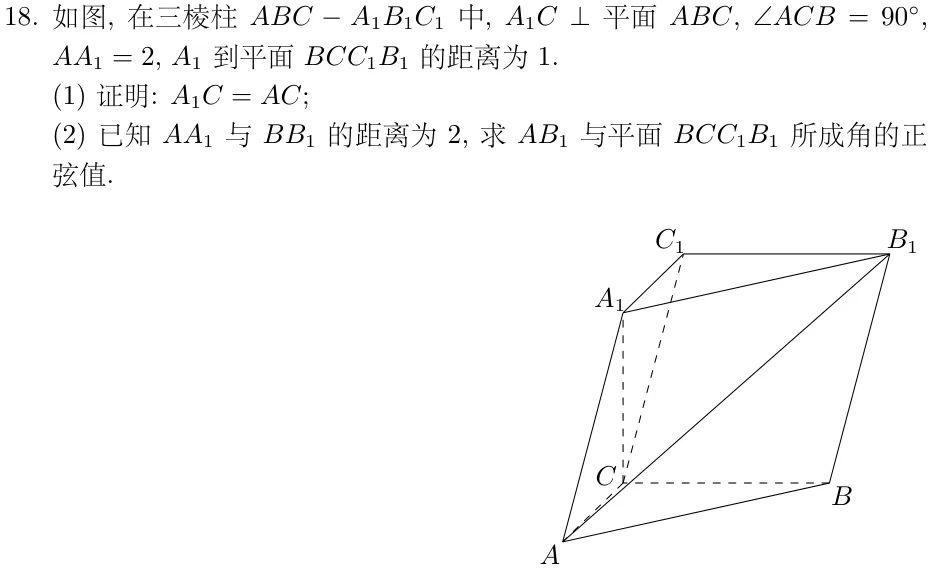 18. 如图, 在三棱柱 ABC − A₁B₁C₁ 中, A₁C ⊥ 平面 ABC, ∠ACB = 90°,
AA₁ = 2, A₁ 到平面 BCC₁B₁ 的距离为 1.
(1) 证明: A₁C = AC;
(2) 已知 AA₁ 与 BB₁ 的距离为 2, 求 AB₁ 与平面 BCC₁B₁ 所成角的正
弦值.
C₁
B₁
A₁
C
B
A